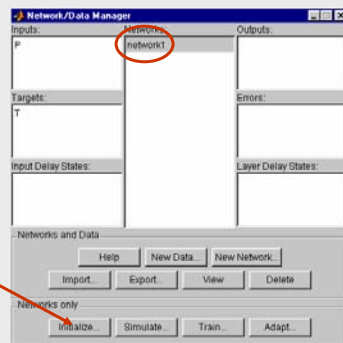 Network/Data Manager
Inputs:
Networks:
Outputs:
P
network1
Targets:
Errors:
T
Input Delay States:
Layer Delay States:
Networks and Data
Help
New Data...
New Network...
Import...
Export...
View
Delete
Networks only
Initialize...
Simulate...
Train...
Adapt...